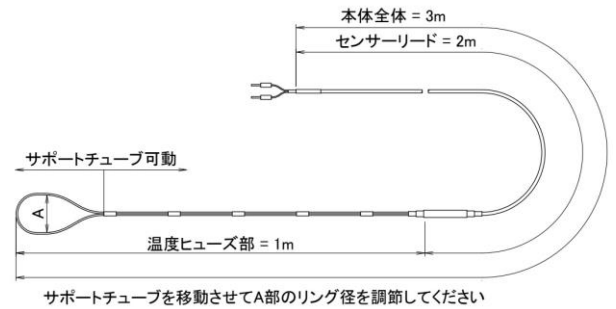 本体全体 = 3m
センサーリード = 2m
サポートチューブ可動
A
温度ヒューズ部 = 1m
サポートチューブを移動させてA部のリング径を調節してください